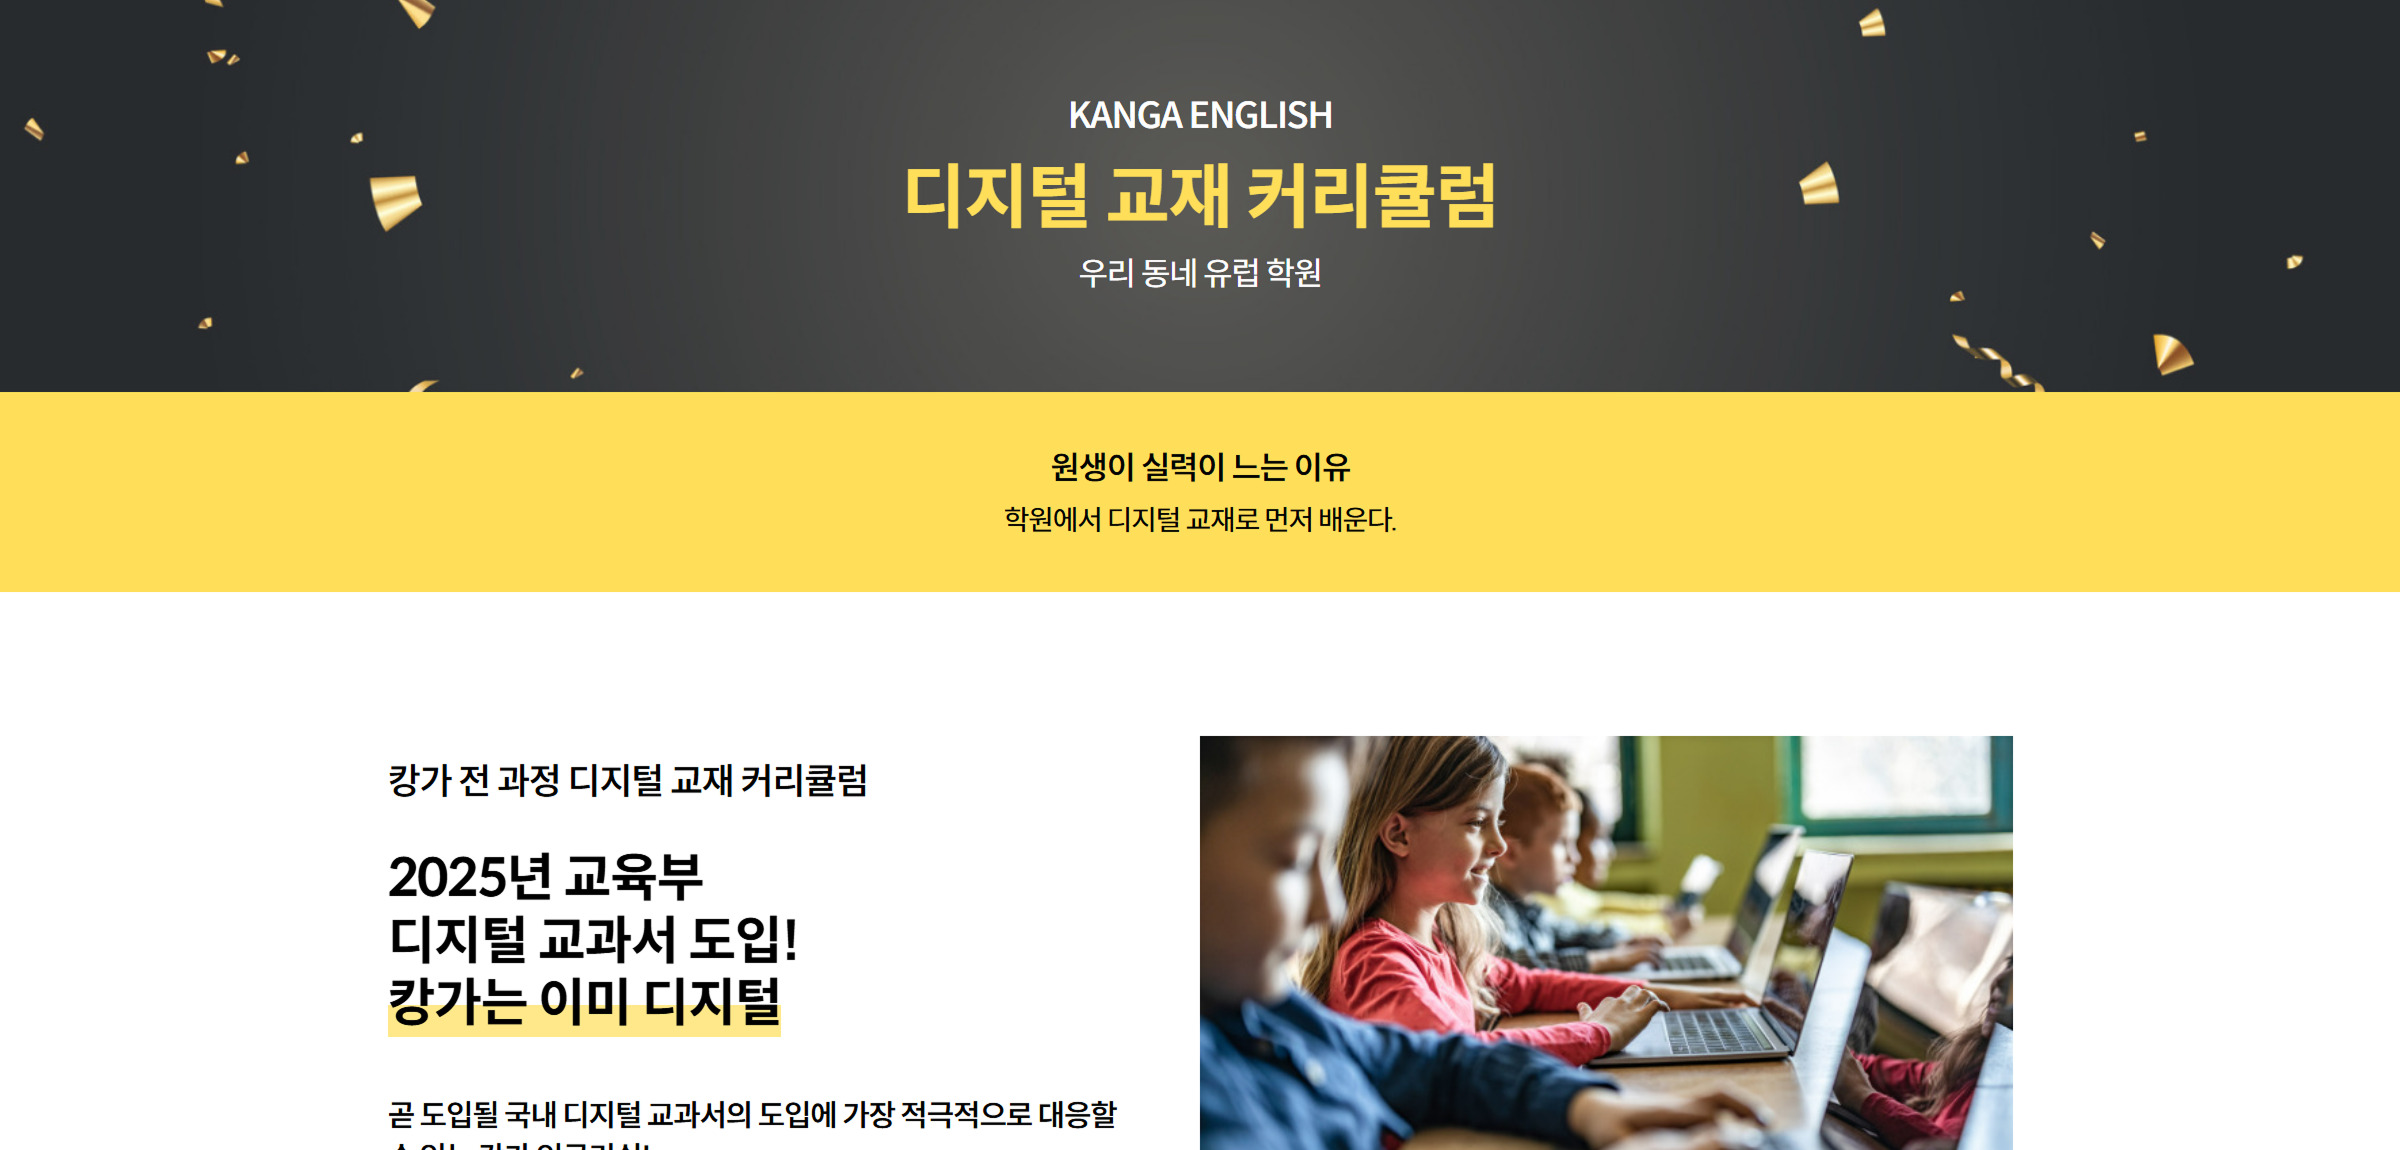 KANGA ENGLISH
디지털 교재 커리큘럼
우리 동네 유럽 학원
원생이 실력이 느는 이유
학원에서 디지털 교재로 먼저 배운다.
캉가 전 과정 디지털 교재 커리큘럼
2025년 교육부
디지털 교과서 도입!
캉가는 이미 디지털
곧 도입될 국내 디지털 교과서의 도입에 가장 적극적으로 대응할